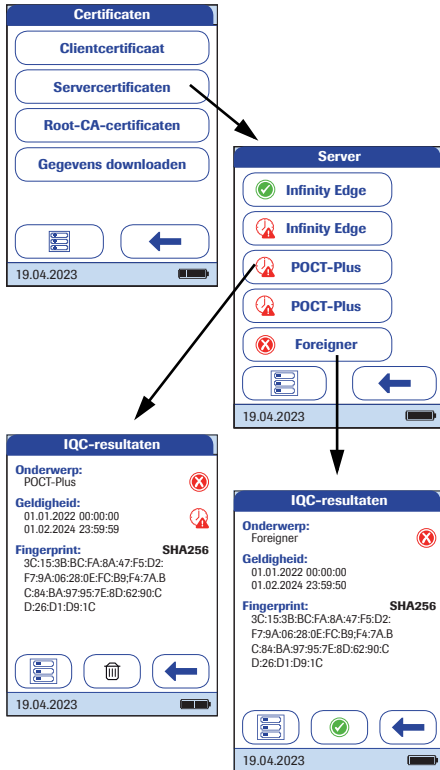 Certificaten
Clientcertificaat
Servercertificaten
Root-CA-certificaten
Gegevens downloaden
19.04.2023
Server
Infinity Edge
Infinity Edge
POCT-Plus
POCT-Plus
Foreigner
19.04.2023
IQC-resultaten
Onderwerp:
POCT-Plus
Geldigheid:
01.01.2022 00:00:00
01.02.2024 23:59:59
Fingerprint: SHA256
3C:15:3B:BC:FA:8A:47:F5:D2:
F7:9A:06:28:0E:FC:B9;F4:7A.B
C:84:BA:97:95:7E:8D:62:90:C
D:26:D1:D9:1C
19.04.2023
IQC-resultaten
Onderwerp:
Foreigner
Geldigheid:
01.01.2022 00:00:00
01.02.2024 23:59:50
Fingerprint: SHA256
3C:15:3B:BC:FA:8A:47:F5:D2:
F7:9A:06:28:0E:FC:B9;F4:7A.B
C:84:BA:97:95:7E:8D:62:90:C
D:26:D1:D9:1C
19.04.2023